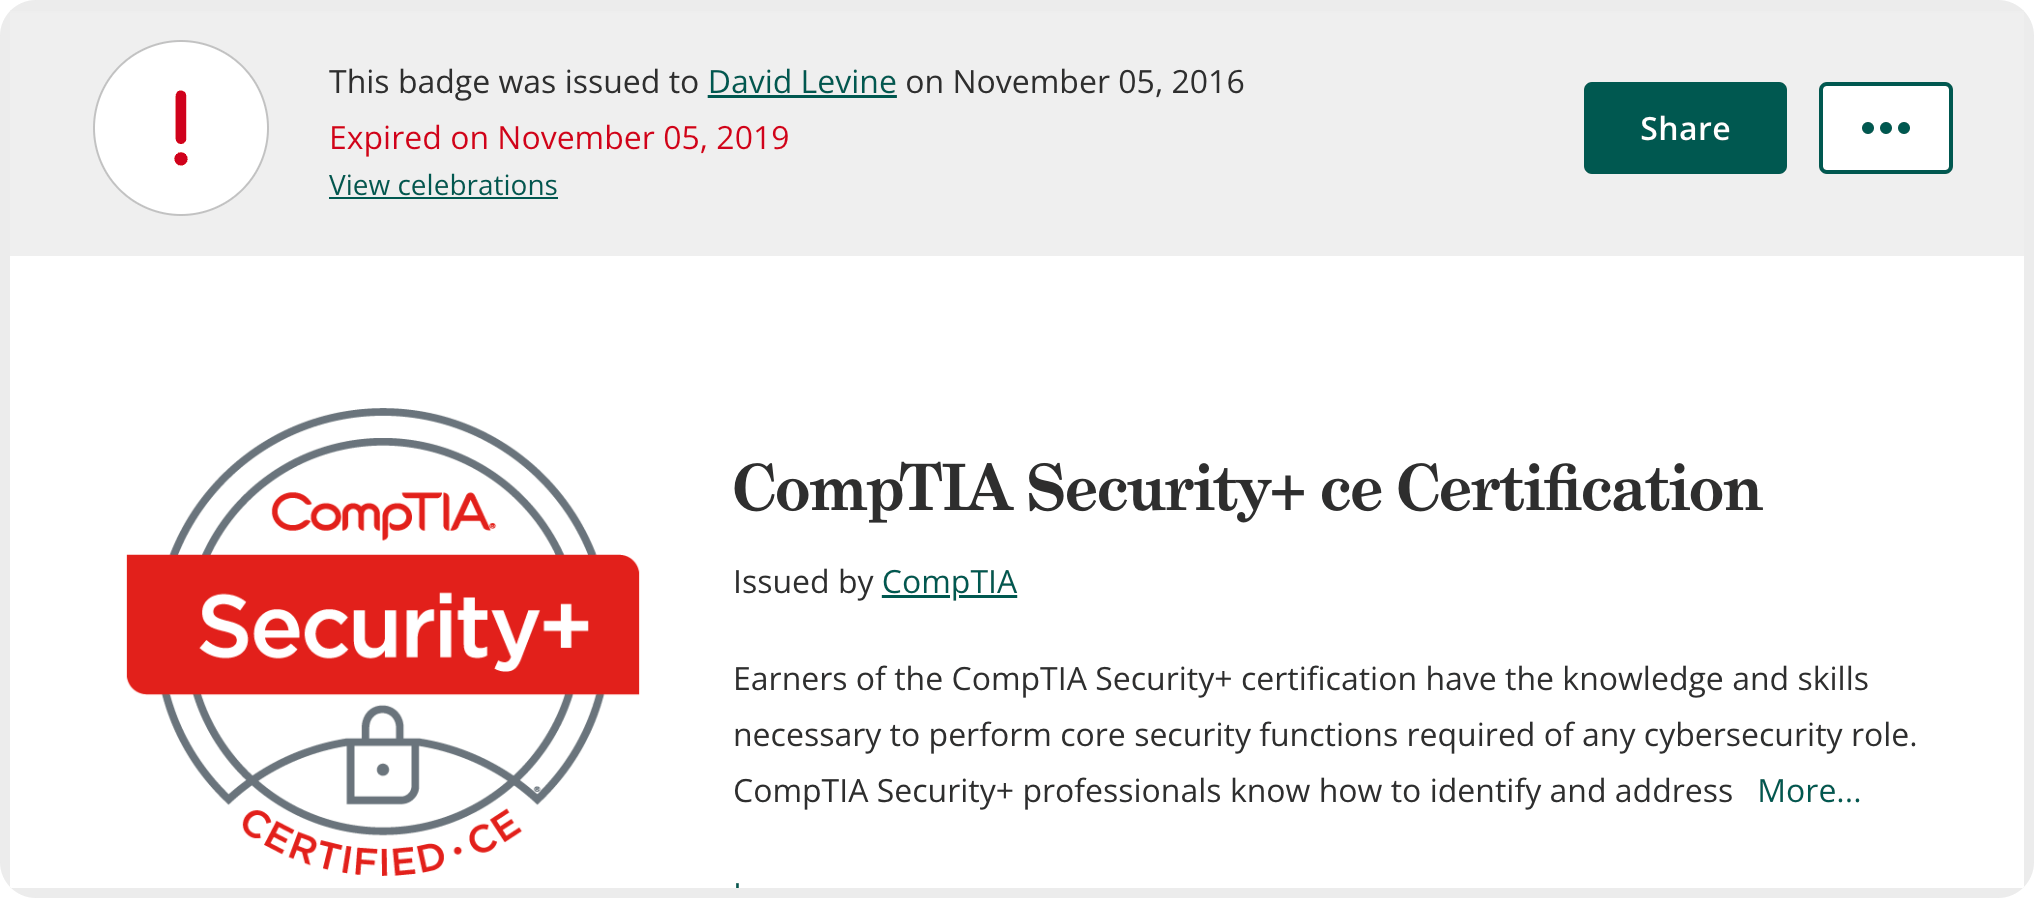 This badge was issued to David Levine on November 05, 2016
Expired on November 05, 2019
View celebrations
Share
CompTIA.
Security+
CERTIFIED · CE
CompTIA Security+ ce Certification
Issued by CompTIA
Earners of the CompTIA Security+ certification have the knowledge and skills
necessary to perform core security functions required of any cybersecurity role.
CompTIA Security+ professionals know how to identify and address More...